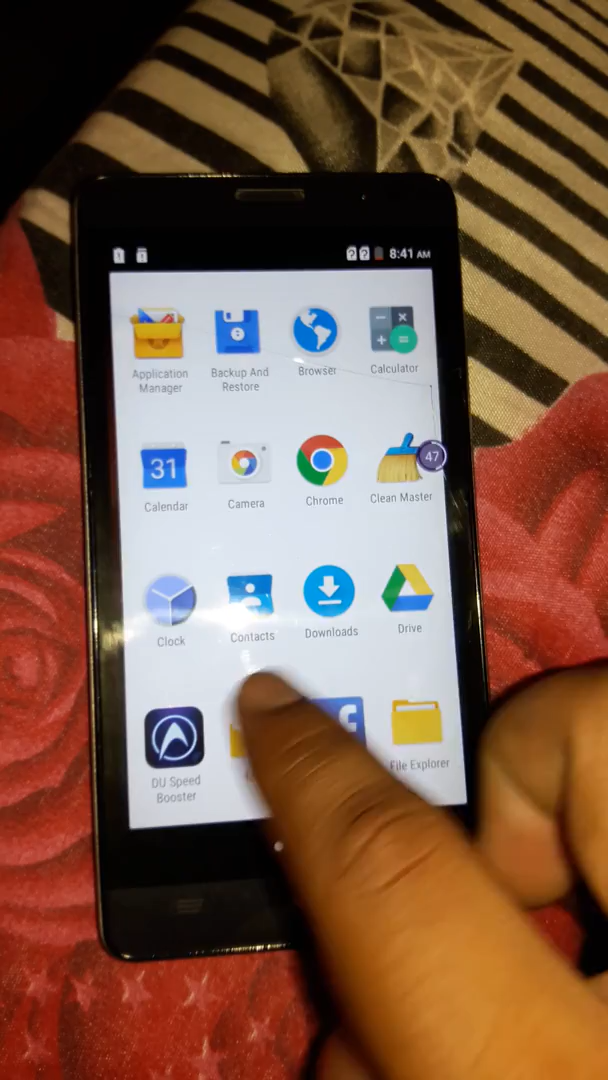 8:41 AM
Application
Manager
Backup And
Restore
Browser
Calculator
31
Calendar
Camera
Chrome
Clean Master
47
Clock
Contacts
Downloads
Drive
DU Speed
Booster
f
File Explorer